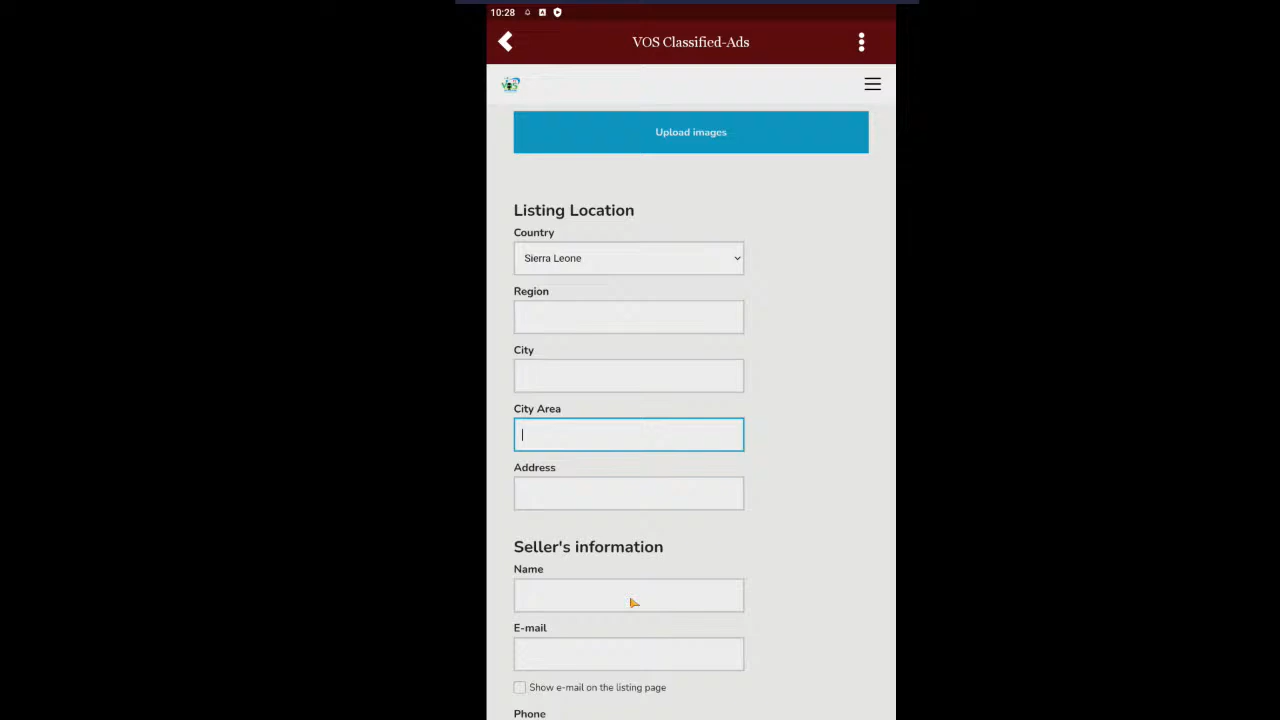 10:28
VOS Classified-Ads
VOS
Upload images
Listing Location
Country
Sierra Leone
Region
City
City Area
Address
Seller's information
Name
E-mail
Show e-mail on the listing page
Phone